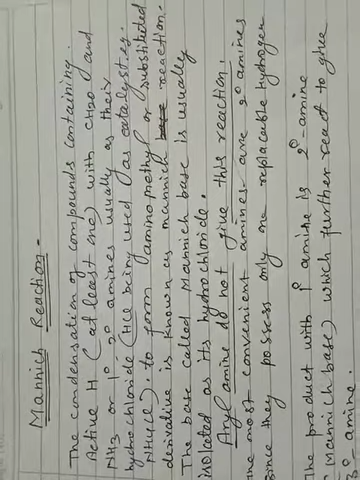 Mannich Reaction -
The condensation of compounds containing
Active H (at least one) with CH2O and
NH3 or 1° 2° amines usually as their
hydrochloride (HCl being used as catalyst eg.
NH4Cl). to form aminomethyl or substituted
derivative is known as mannich reaction.
The base called Mannich base is usually
isolated as its hydrochloride.
Aryl amine do not give this reaction.
the most convenient amines are 2° amines
since they possess only one replacable hydrogen
The product with 1° amine is 2°-amine
(Mannich base) which further react to give
3°-amine.